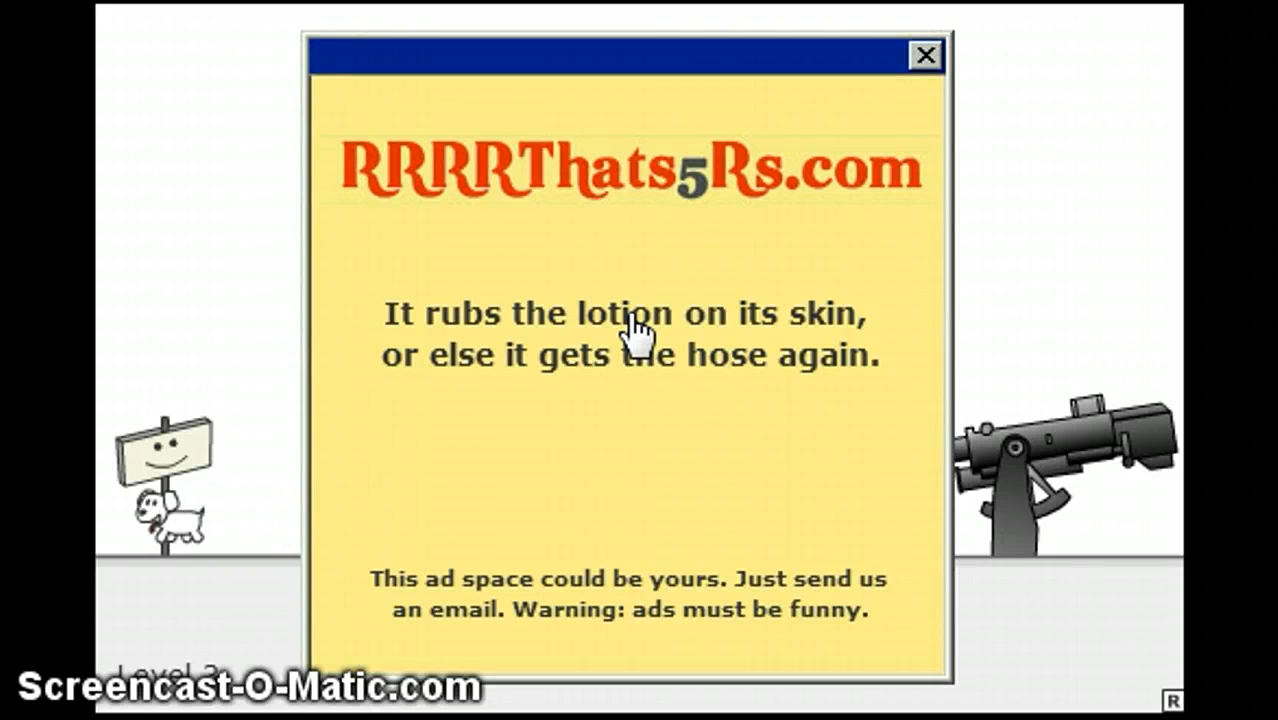 RRRRThats5Rs.com
It rubs the lotion on its skin,
or else it gets the hose again.
This ad space could be yours. Just send us
an email. Warning: ads must be funny.
Level
Screencast-O-Matic.com
R